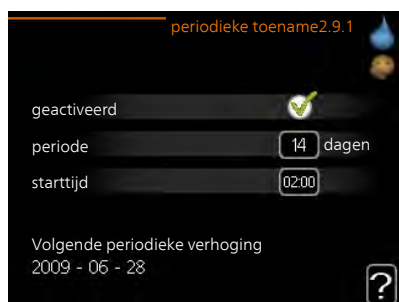 periodieke toename2.9.1
geactiveerd
periode 14 dagen
starttijd 02:00
Volgende periodieke verhoging
2009 - 06 - 28
?